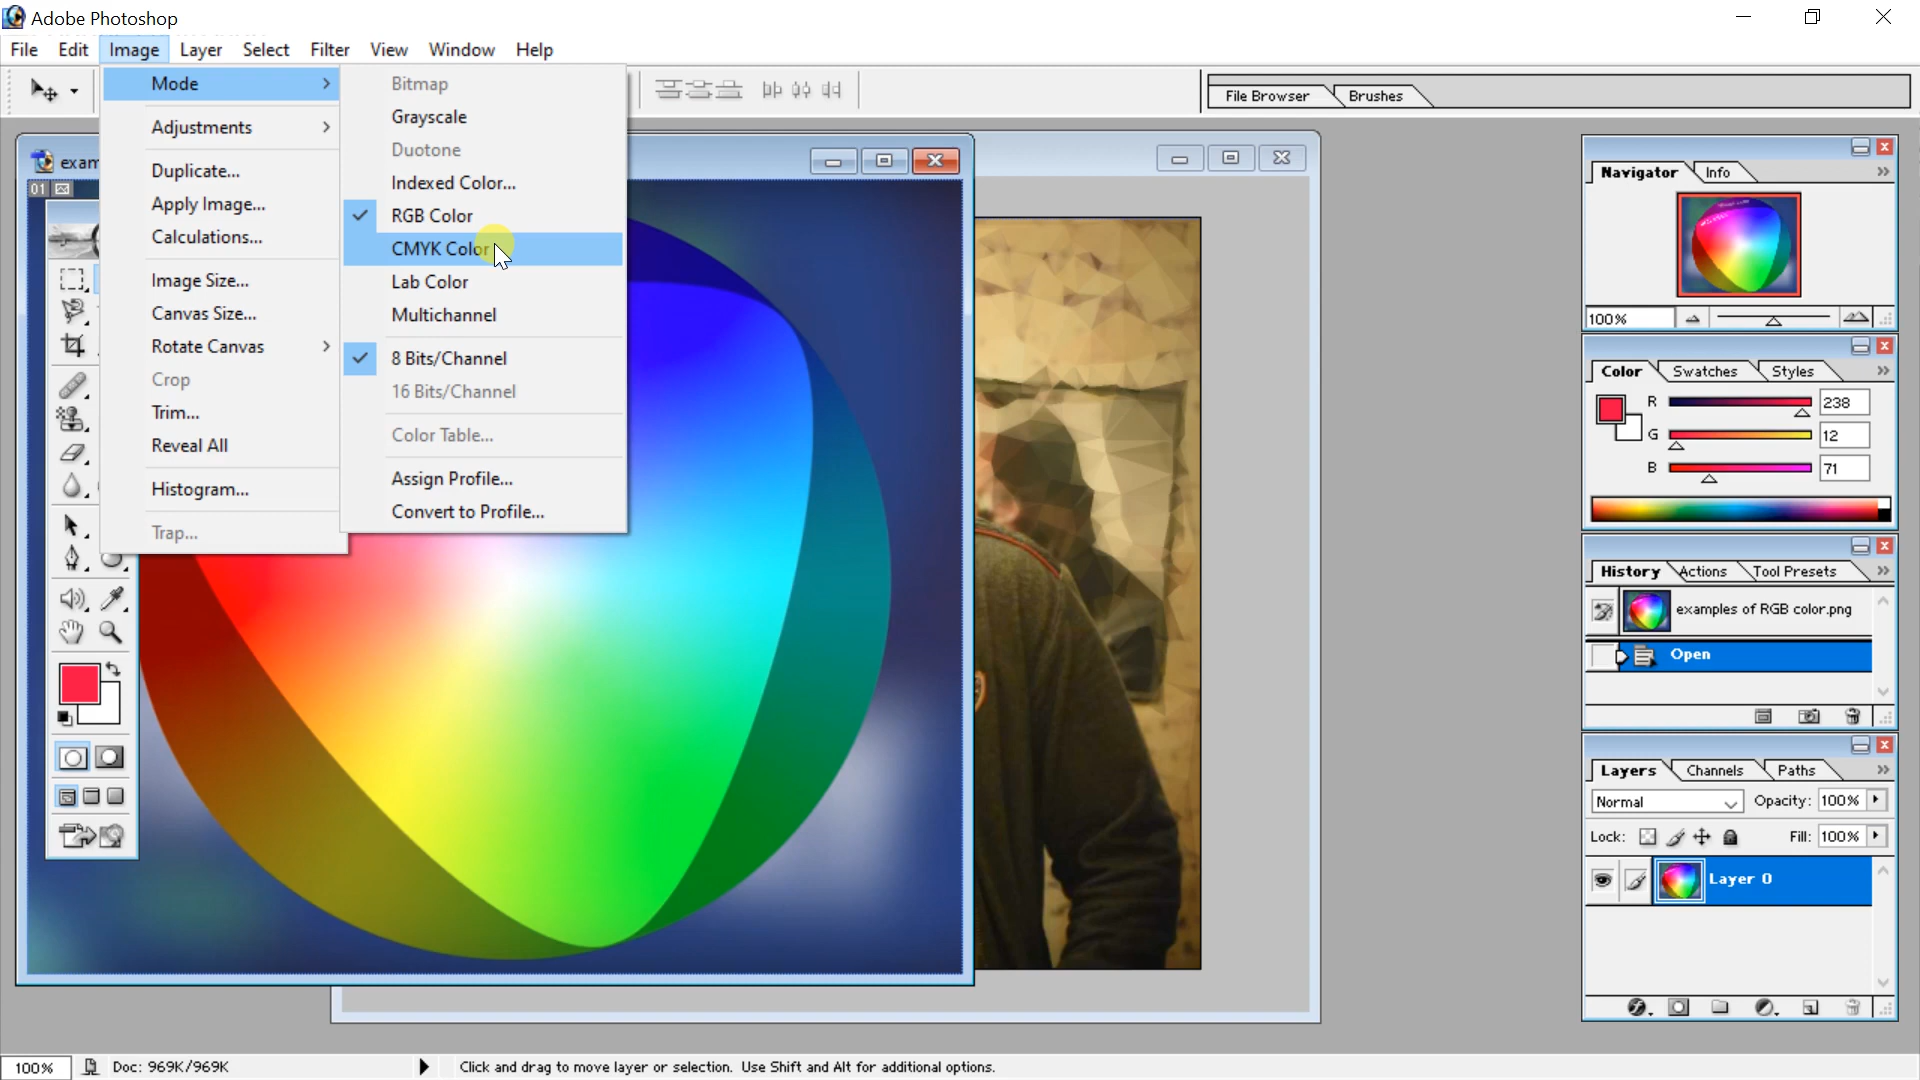 Adobe Photoshop
File Edit Image Layer Select Filter View Window Help
Mode
Adjustments
Duplicate...
Apply Image...
Calculations...
Image Size...
Canvas Size...
Rotate Canvas
Crop
Trim...
Reveal All
Histogram...
Trap...
Bitmap
Grayscale
Duotone
Indexed Color...
RGB Color
CMYK Color
Lab Color
Multichannel
8 Bits/Channel
16 Bits/Channel
Color Table...
Assign Profile...
Convert to Profile...
File Browser Brushes
exam
01
Navigator Info
100%
Color Swatches Styles
R 238
G 12
B 71
History Actions Tool Presets
examples of RGB color.png
Open
Layers Channels Paths
Normal Opacity: 100%
Lock: Fill: 100%
Layer 0
100% Doc: 969K/969K Click and drag to move layer or selection. Use Shift and Alt for additional options.